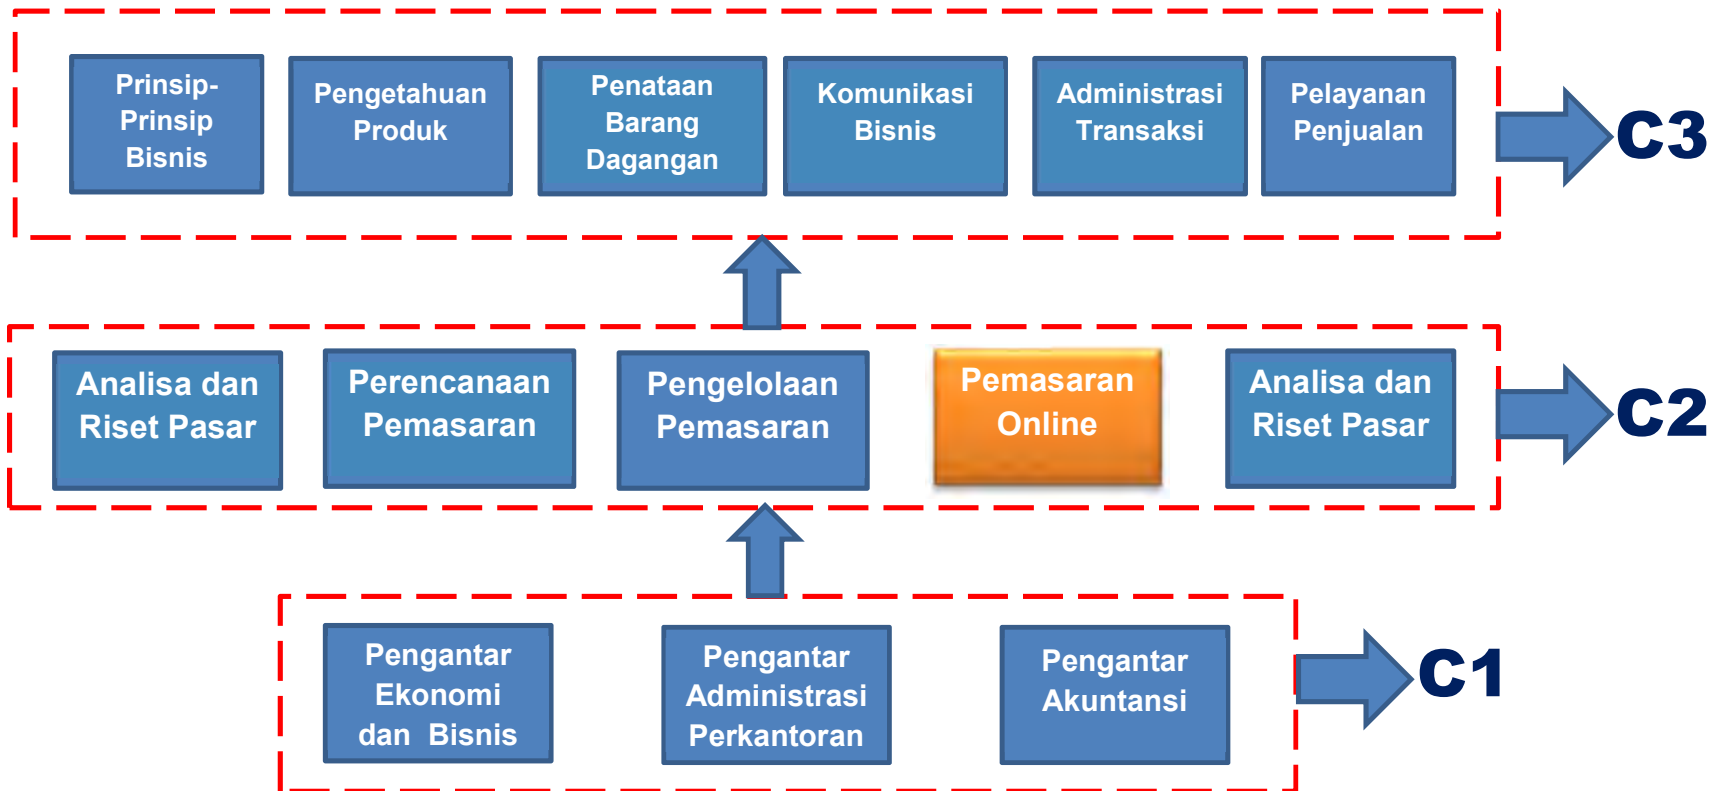 Prinsip-
Prinsip
Bisnis
Pengetahuan
Produk
Penataan
Barang
Dagangan
Komunikasi
Bisnis
Administrasi
Transaksi
Pelayanan
Penjualan
C3
Analisa dan
Riset Pasar
Perencanaan
Pemasaran
Pengelolaan
Pemasaran
Pemasaran
Online
Analisa dan
Riset Pasar
C2
Pengantar
Ekonomi
dan Bisnis
Pengantar
Administrasi
Perkantoran
Pengantar
Akuntansi
C1